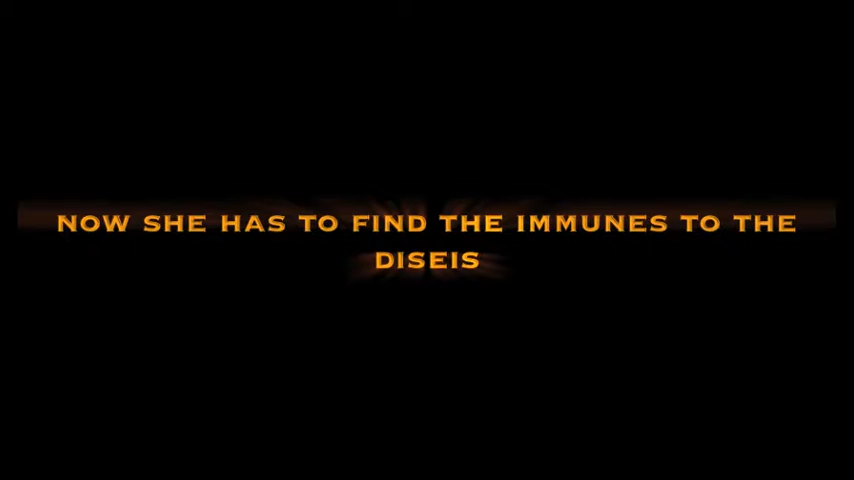 NOW SHE HAS TO FIND THE IMMUNES TO THE
DISEIS